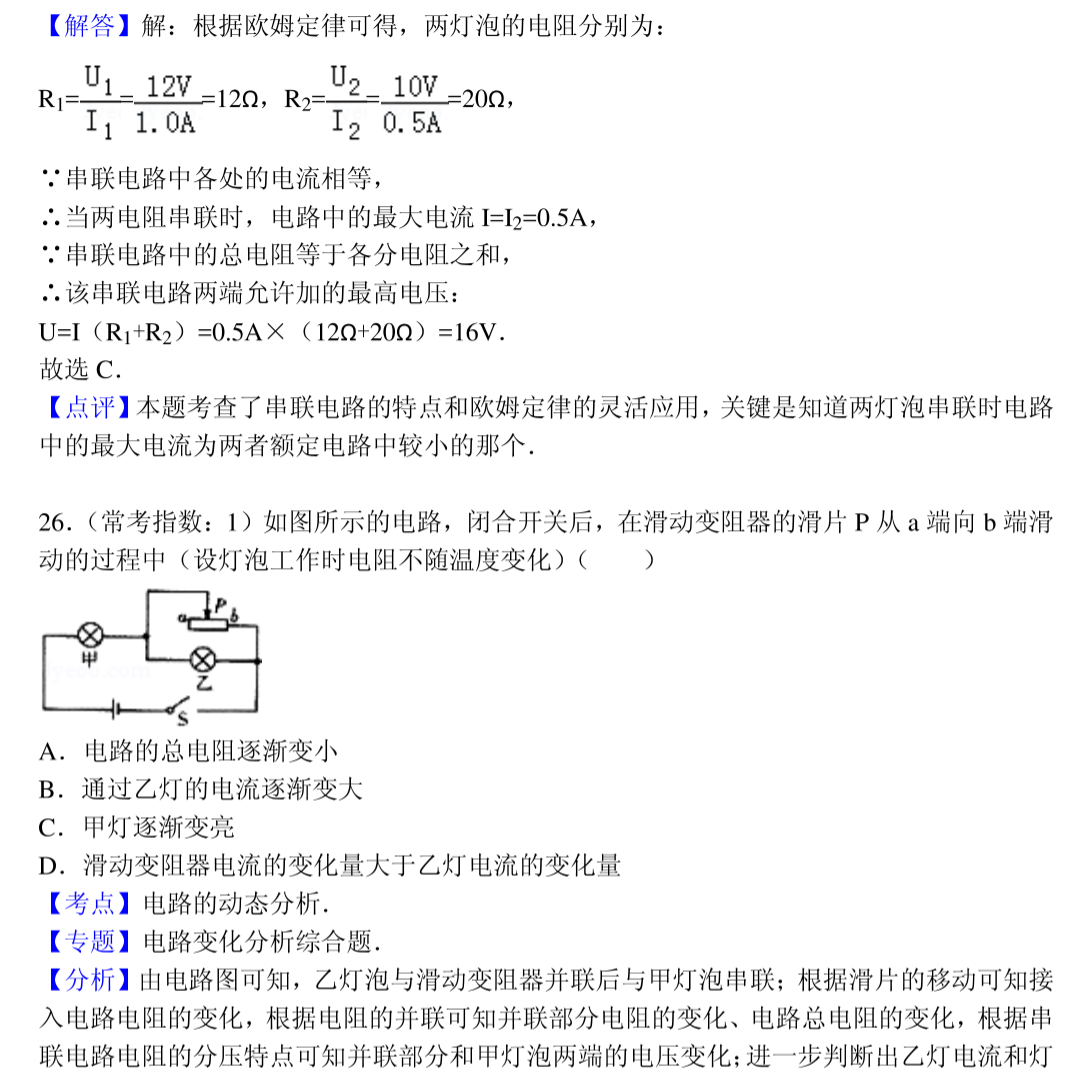 【解答】解：根据欧姆定律可得，两灯泡的电阻分别为：
R₁=U₁/I₁=12V/1.0A=12Ω，R₂=U₂/I₂=10V/0.5A=20Ω，
∵串联电路中各处的电流相等，
∴当两电阻串联时，电路中的最大电流 I=I₂=0.5A，
∵串联电路中的总电阻等于各分电阻之和，
∴该串联电路两端允许加的最高电压：
U=I（R₁+R₂）=0.5A×（12Ω+20Ω）=16V．
故选 C．
【点评】本题考查了串联电路的特点和欧姆定律的灵活应用，关键是知道两灯泡串联时电路
中的最大电流为两者额定电路中较小的那个．
26．（常考指数：1）如图所示的电路，闭合开关后，在滑动变阻器的滑片 P 从 a 端向 b 端滑
动的过程中（设灯泡工作时电阻不随温度变化）（　　）
P
a
b
甲
乙
S
A．电路的总电阻逐渐变小
B．通过乙灯的电流逐渐变大
C．甲灯逐渐变亮
D．滑动变阻器电流的变化量大于乙灯电流的变化量
【考点】电路的动态分析．
【专题】电路变化分析综合题．
【分析】由电路图可知，乙灯泡与滑动变阻器并联后与甲灯泡串联；根据滑片的移动可知接
入电路电阻的变化，根据电阻的并联可知并联部分电阻的变化、电路总电阻的变化，根据串
联电路电阻的分压特点可知并联部分和甲灯泡两端的电压变化；进一步判断出乙灯电流和灯